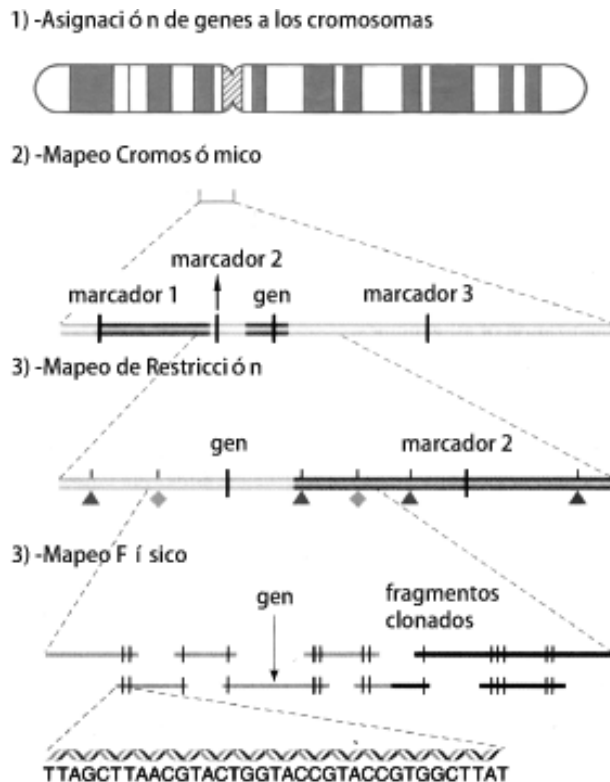 1) -Asignaci ó n de genes a los cromosomas
2) -Mapeo Cromos ó mico
marcador 2
marcador 1
gen
marcador 3
3) -Mapeo de Restricci ó n
gen
marcador 2
3) -Mapeo F í sico
gen
fragmentos
clonados
TTAGCTTAACGTACTGGTACCGTACCGTGGCTTAT